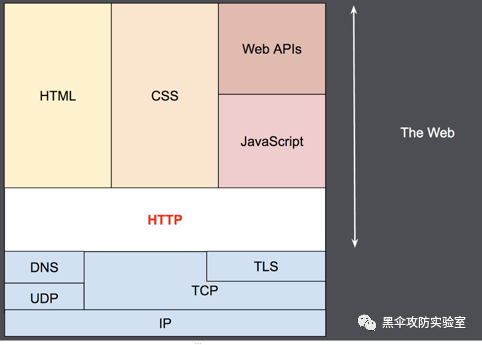 HTML
CSS
Web APIs
JavaScript
The Web
HTTP
DNS
TLS
UDP
TCP
IP
黑伞攻防实验室